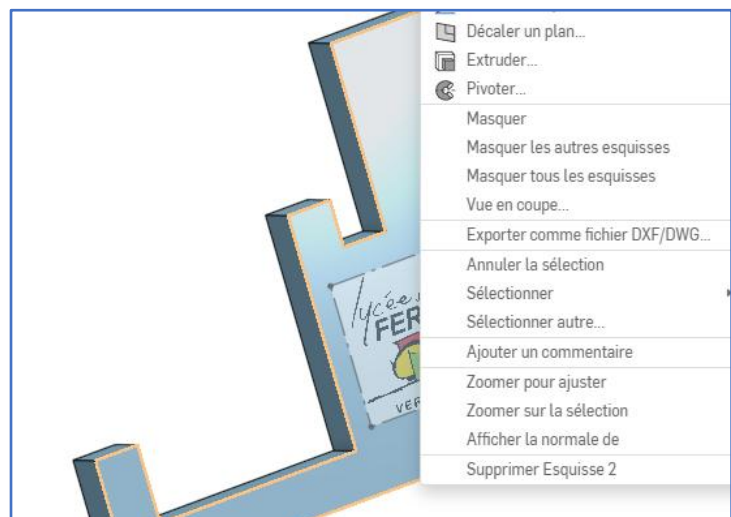 Décaler un plan...
Extruder...
Pivoter...
Masquer
Masquer les autres esquisses
Masquer tous les esquisses
Vue en coupe...
Exporter comme fichier DXF/DWG...
Annuler la sélection
Sélectionner
Sélectionner autre...
Ajouter un commentaire
Zoomer pour ajuster
Zoomer sur la sélection
Afficher la normale de
Supprimer Esquisse 2
lycée
FER
VER